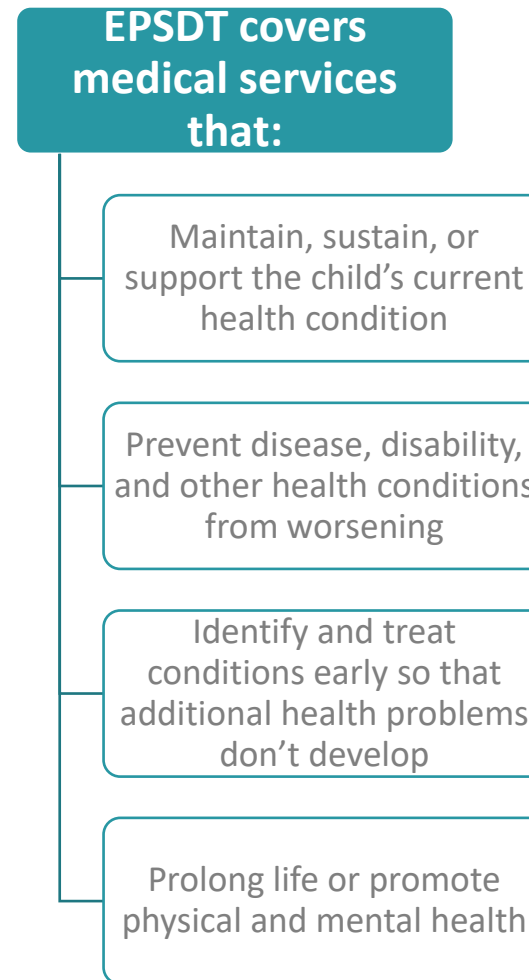 EPSDT covers
medical services
that:
Maintain, sustain, or
support the child’s current
health condition
Prevent disease, disability,
and other health conditions
from worsening
Identify and treat
conditions early so that
additional health problems
don’t develop
Prolong life or promote
physical and mental health